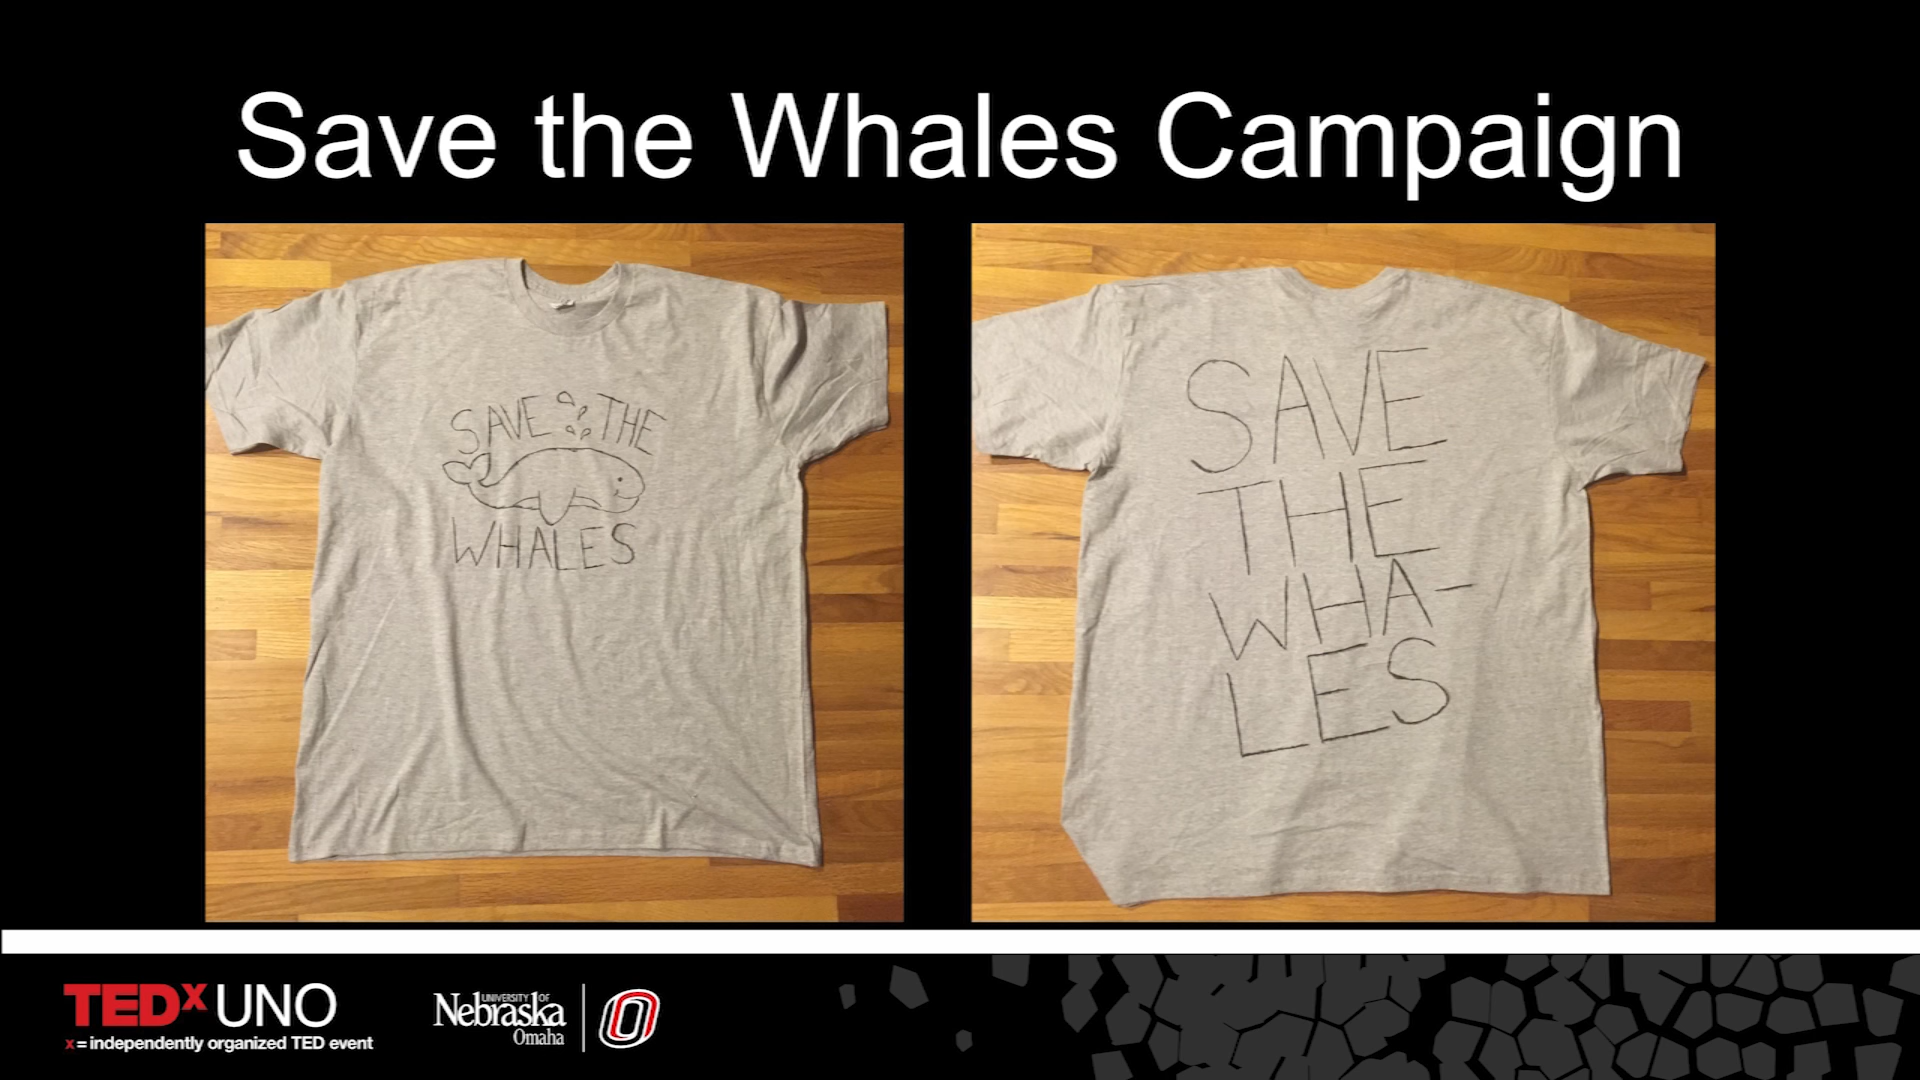 Save the Whales Campaign
SAVE THE
WHALES
SAVE
THE
WHA-
LES
TEDx UNO
x = independently organized TED event
UNIVERSITY OF
Nebraska
Omaha
O